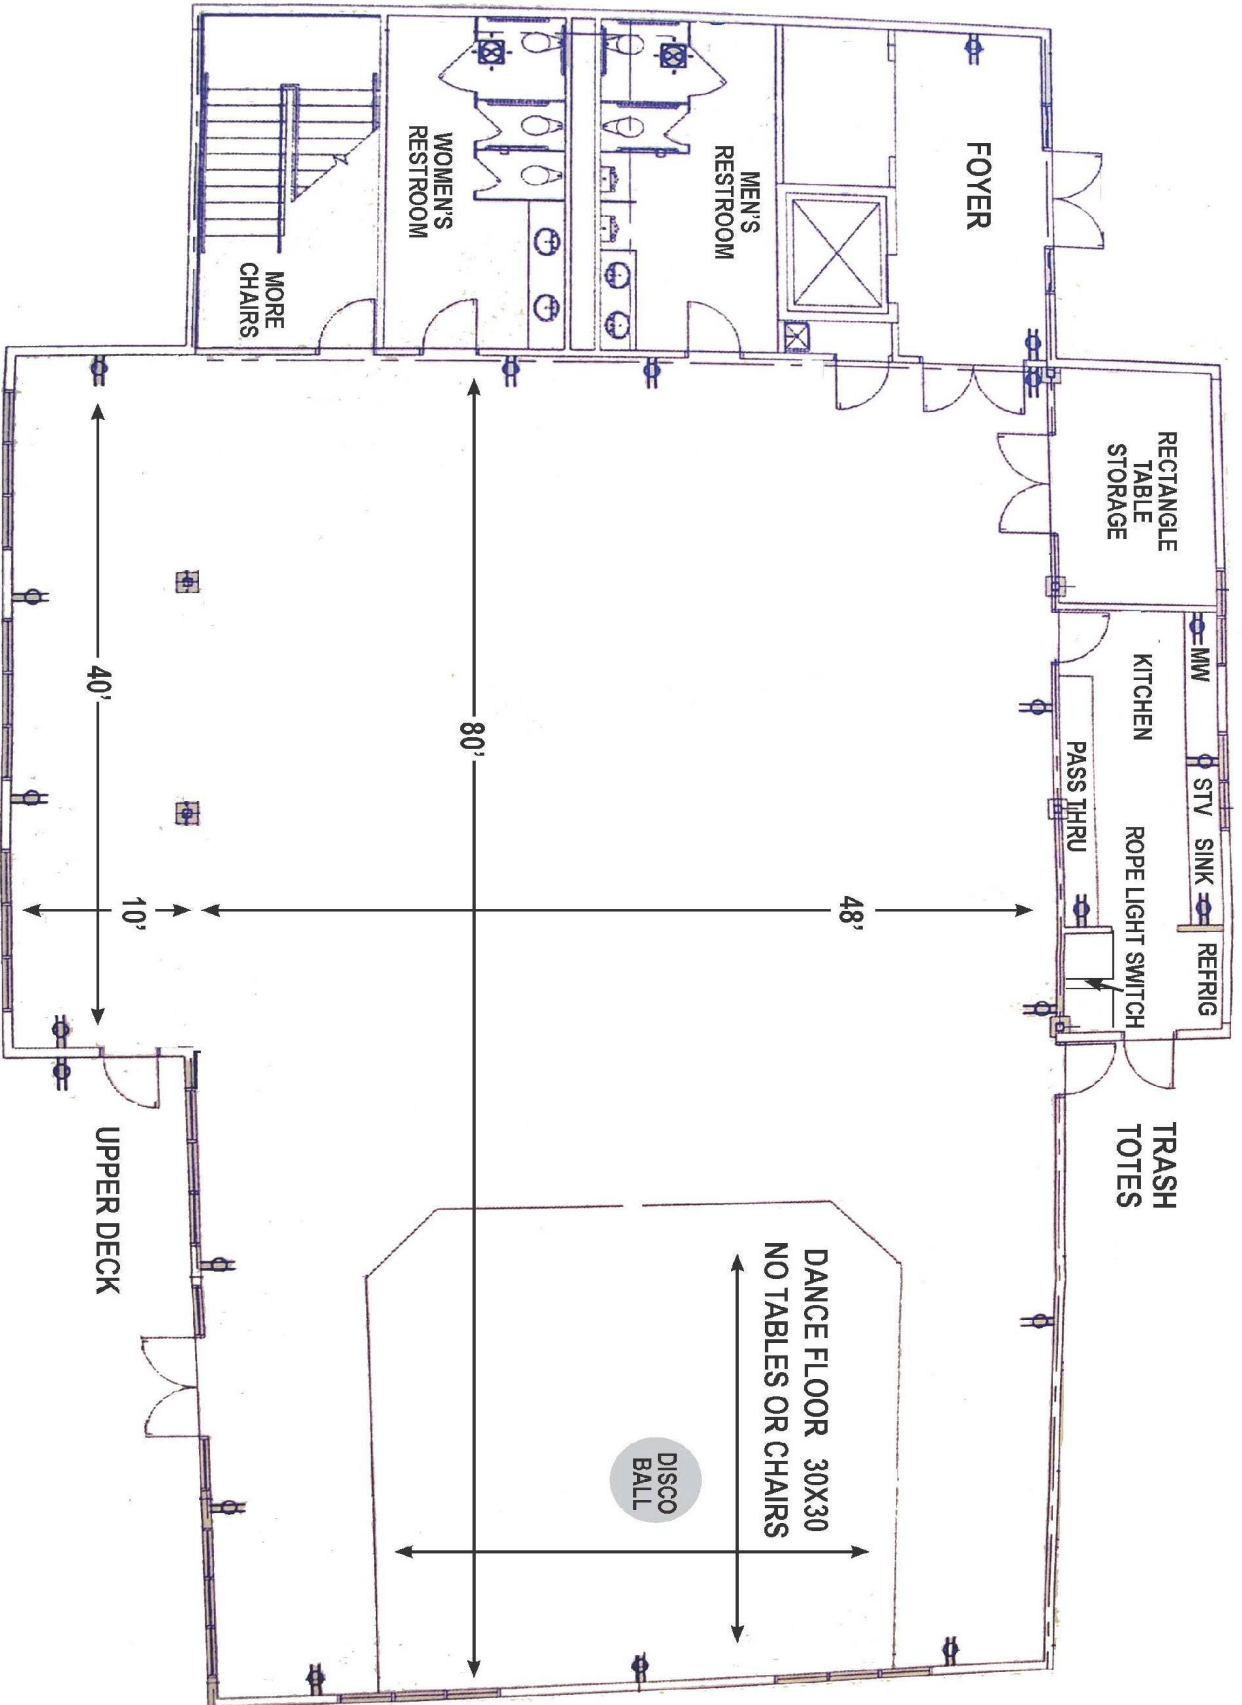 FOYER
MEN'S
RESTROOM
WOMEN'S
RESTROOM
MORE
CHAIRS
RECTANGLE
TABLE
STORAGE
MW
STV
SINK
REFRIG
KITCHEN
ROPE LIGHT SWITCH
PASS THRU
TRASH
TOTES
48'
80'
40'
10'
UPPER DECK
DANCE FLOOR 30X30
NO TABLES OR CHAIRS
DISCO
BALL